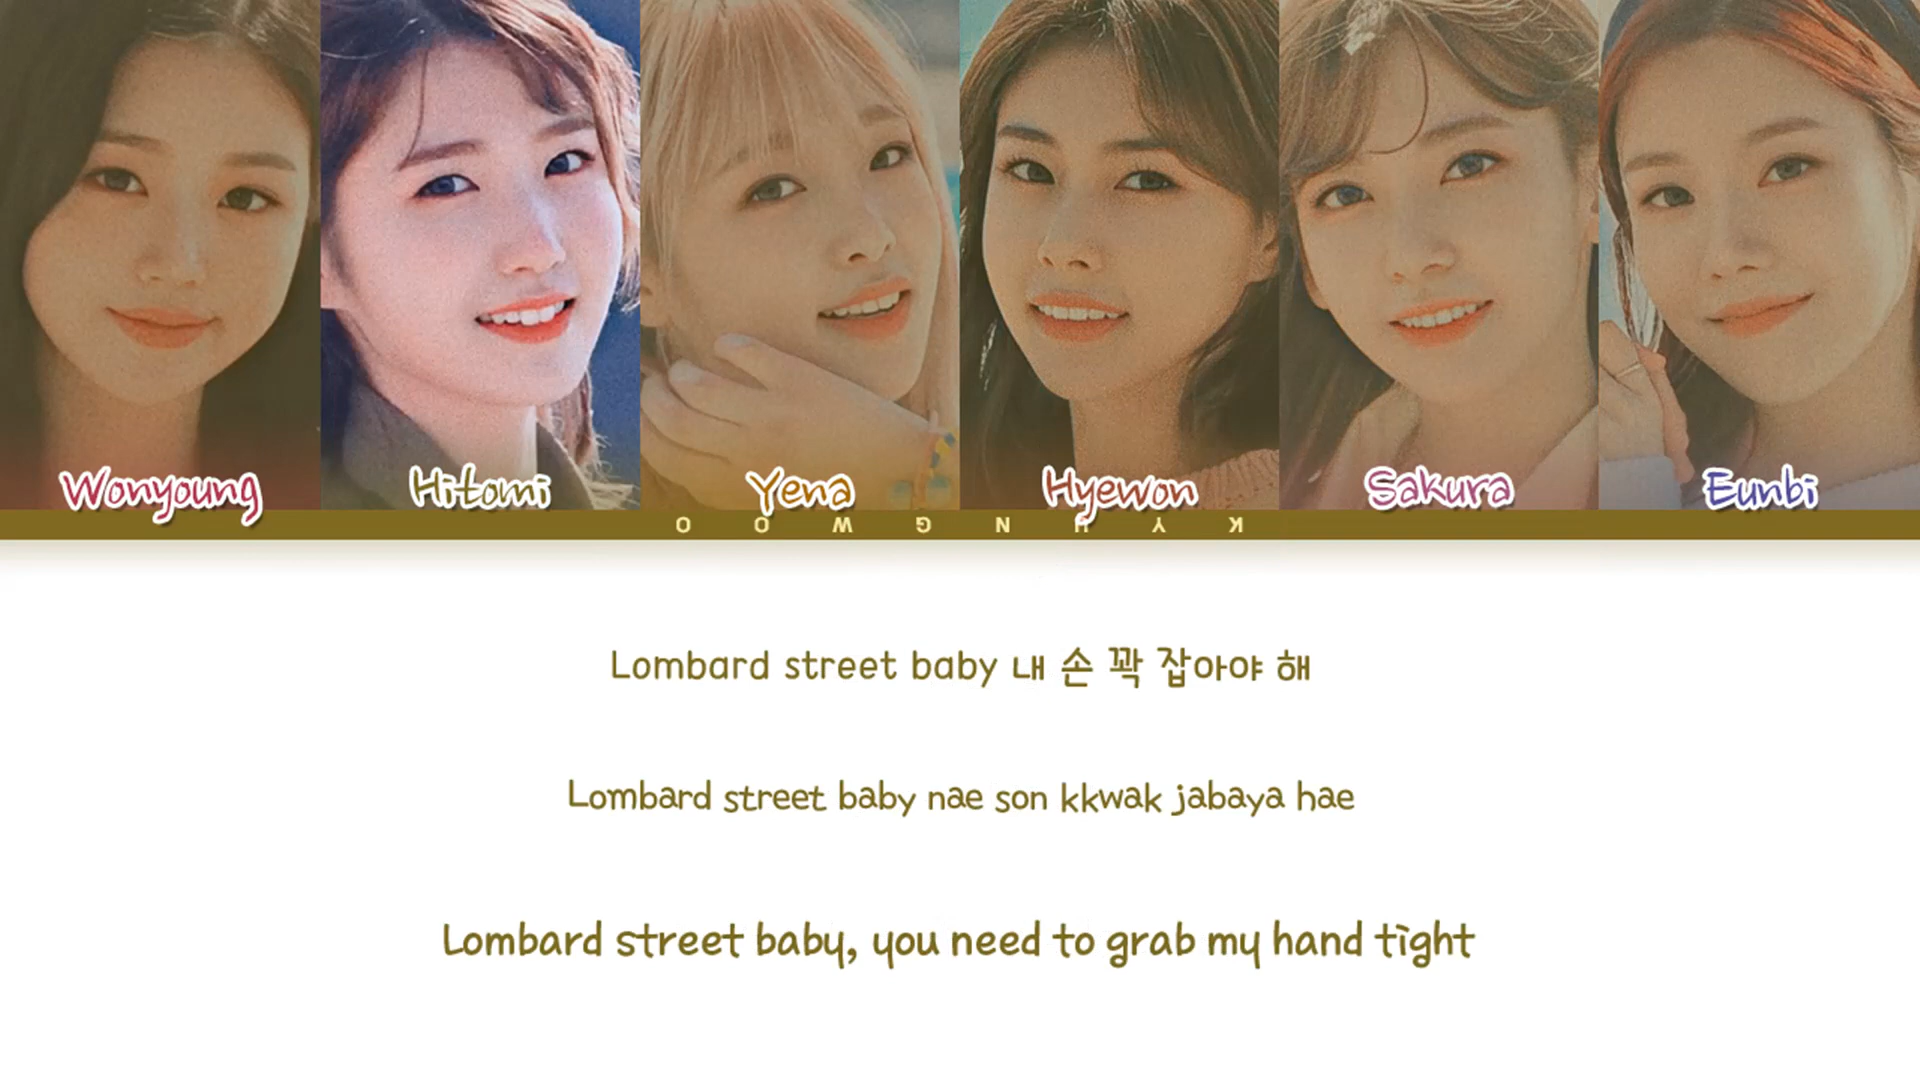 Wonyoung Hitomi Yena Hyewon Sakura Eunbi
KYUNGWOO
Lombard street baby 내 손 꽉 잡아야 해
Lombard street baby nae son kkwak jabaya hae
Lombard street baby, you need to grab my hand tight